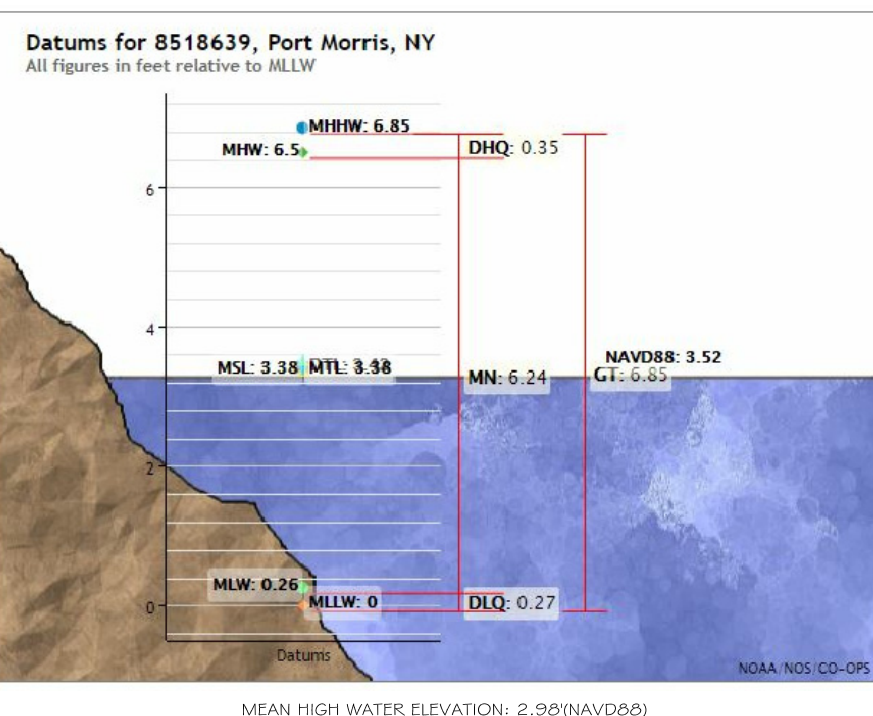 Datums for 8518639, Port Morris, NY
All figures in feet relative to MLLW
MHHW: 6.85
MHW: 6.5
DHQ: 0.35
6
4
NAVD88: 3.52
MSL: 3.38 MTL: 3.38
MN: 6.24
GT: 6.85
2
MLW: 0.26
0
MLLW: 0
DLQ: 0.27
Datums
NOAA/NOS/CO-OPS
MEAN HIGH WATER ELEVATION: 2.98'(NAVD88)